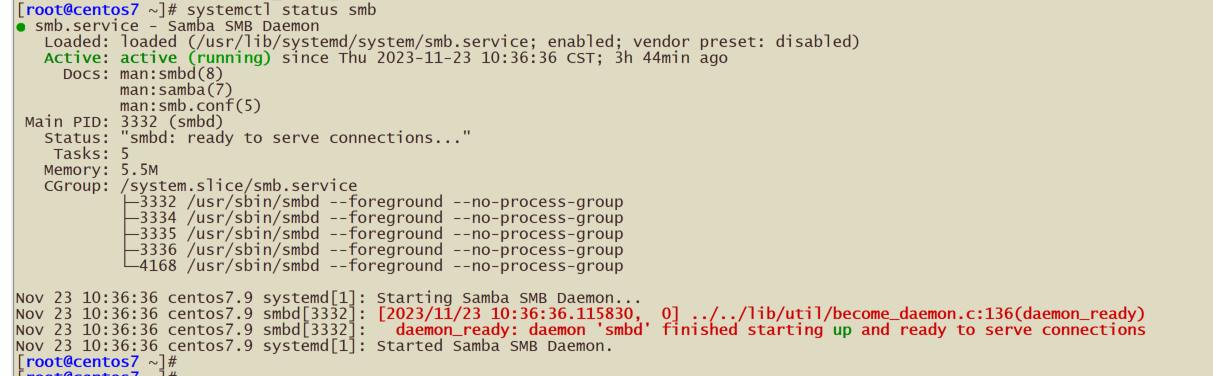 [root@centos7 ~]# systemctl status smb
● smb.service - Samba SMB Daemon
   Loaded: loaded (/usr/lib/systemd/system/smb.service; enabled; vendor preset: disabled)
   Active: active (running) since Thu 2023-11-23 10:36:36 CST; 3h 44min ago
     Docs: man:smbd(8)
           man:samba(7)
           man:smb.conf(5)
 Main PID: 3332 (smbd)
   Status: "smbd: ready to serve connections..."
    Tasks: 5
   Memory: 5.5M
   CGroup: /system.slice/smb.service
           ├─3332 /usr/sbin/smbd --foreground --no-process-group
           ├─3334 /usr/sbin/smbd --foreground --no-process-group
           ├─3335 /usr/sbin/smbd --foreground --no-process-group
           ├─3336 /usr/sbin/smbd --foreground --no-process-group
           └─4168 /usr/sbin/smbd --foreground --no-process-group
Nov 23 10:36:36 centos7.9 systemd[1]: Starting Samba SMB Daemon...
Nov 23 10:36:36 centos7.9 smbd[3332]: [2023/11/23 10:36:36.115830,  0] ../../lib/util/become_daemon.c:136(daemon_ready)
Nov 23 10:36:36 centos7.9 smbd[3332]:   daemon_ready: daemon 'smbd' finished starting up and ready to serve connections
Nov 23 10:36:36 centos7.9 systemd[1]: Started Samba SMB Daemon.
[root@centos7 ~]#
[root@centos7 ~]#